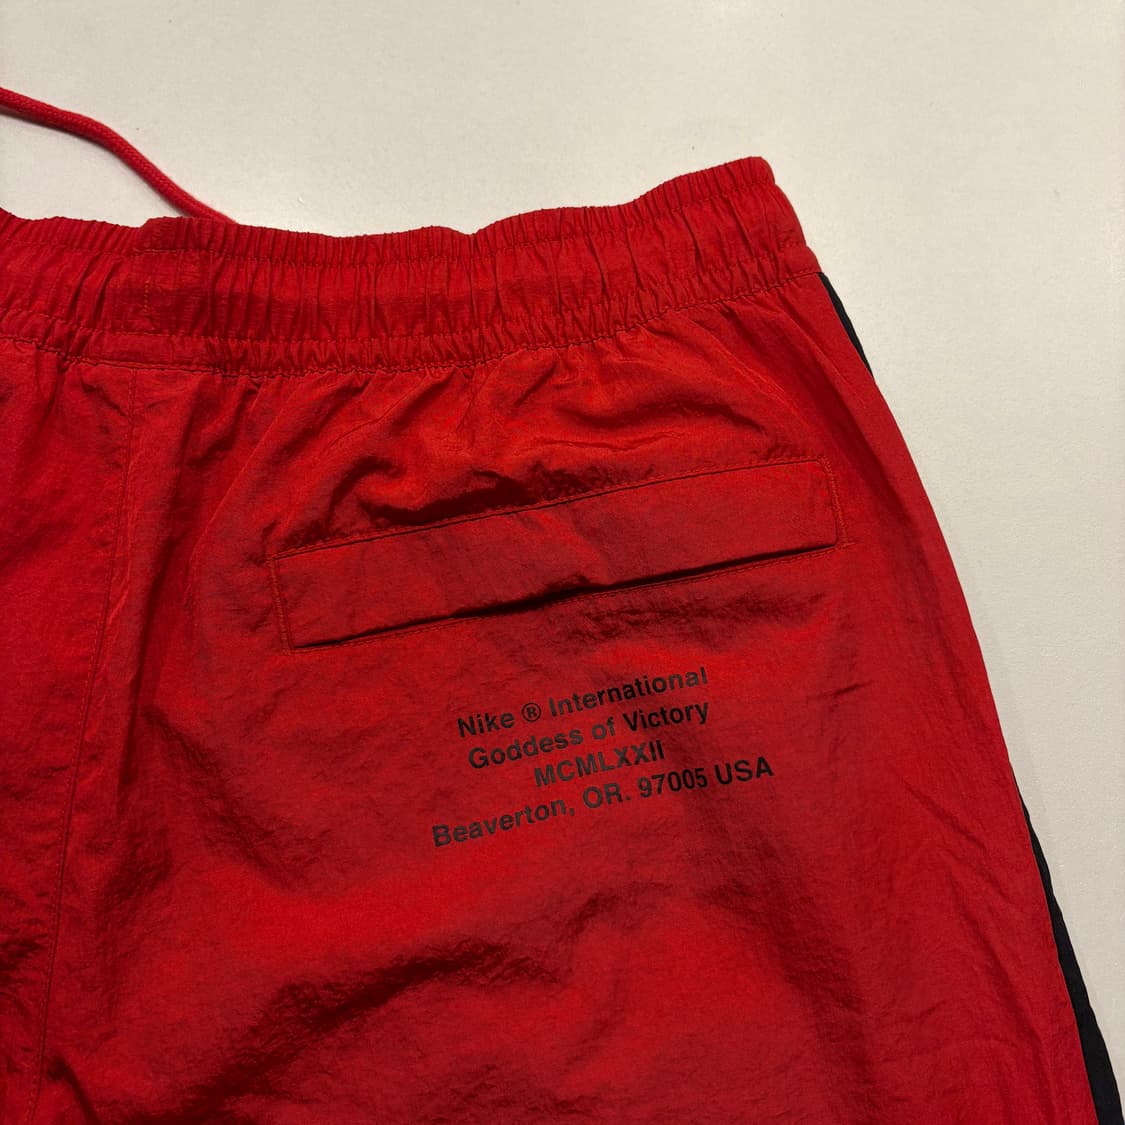 Nike ® International
Goddess of Victory
MCMLXXII
Beaverton, OR. 97005 USA